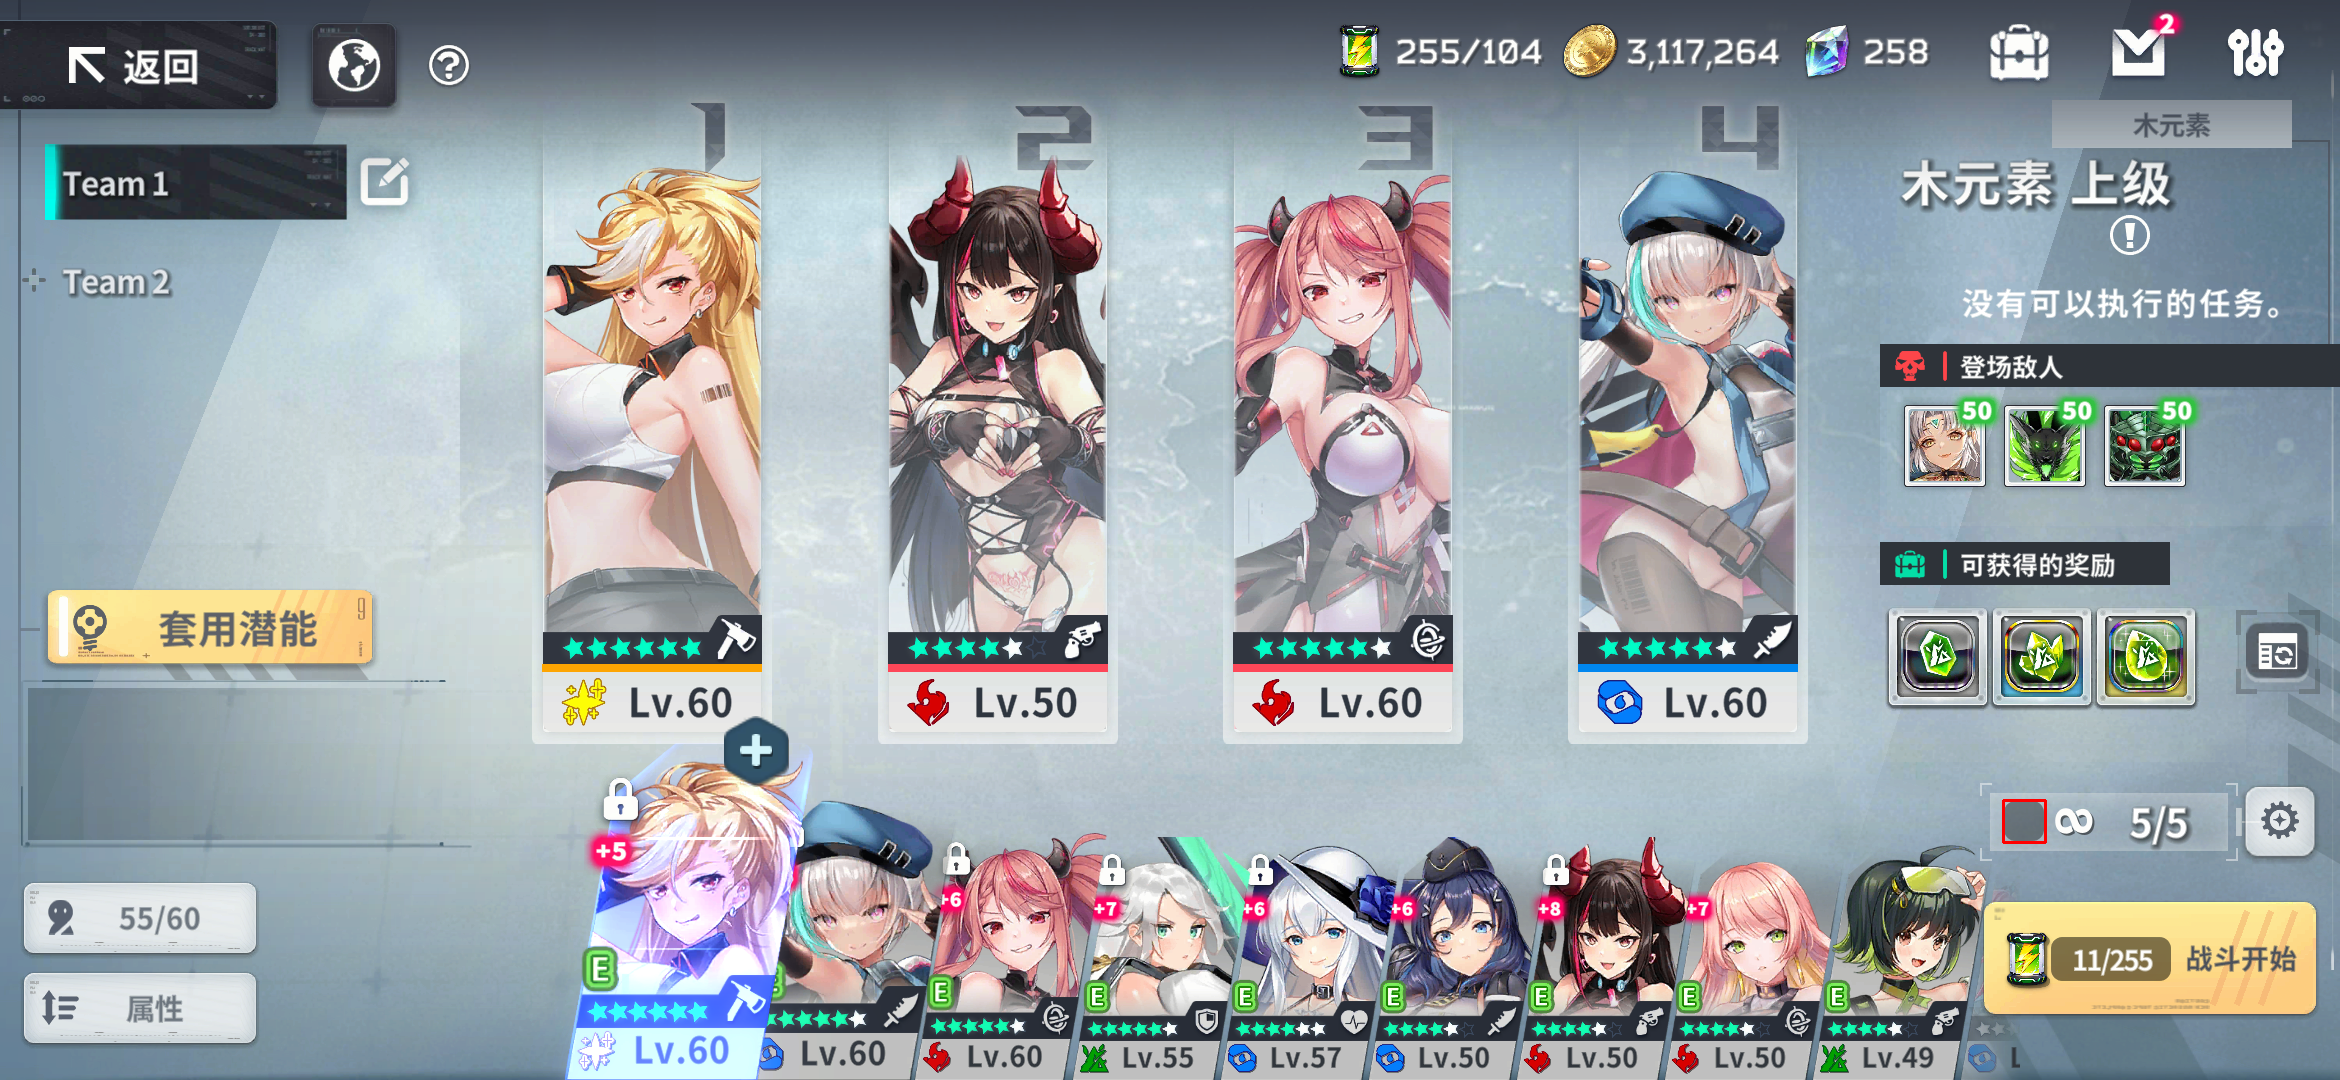 返回
255/104
3,117,264
258
2
木元素
Team 1
Team 2
1
2
3
4
木元素 上级
没有可以执行的任务。
登场敌人
50
50
50
可获得的奖励
套用潜能
9
Lv.60
Lv.50
Lv.60
Lv.60
5/5
55/60
属性
+5
E
Lv.60
Lv.60
+6
E
Lv.60
+7
E
Lv.55
+6
E
Lv.57
+6
E
Lv.50
+8
E
Lv.50
+7
E
Lv.50
E
Lv.49
L
11/255
战斗开始